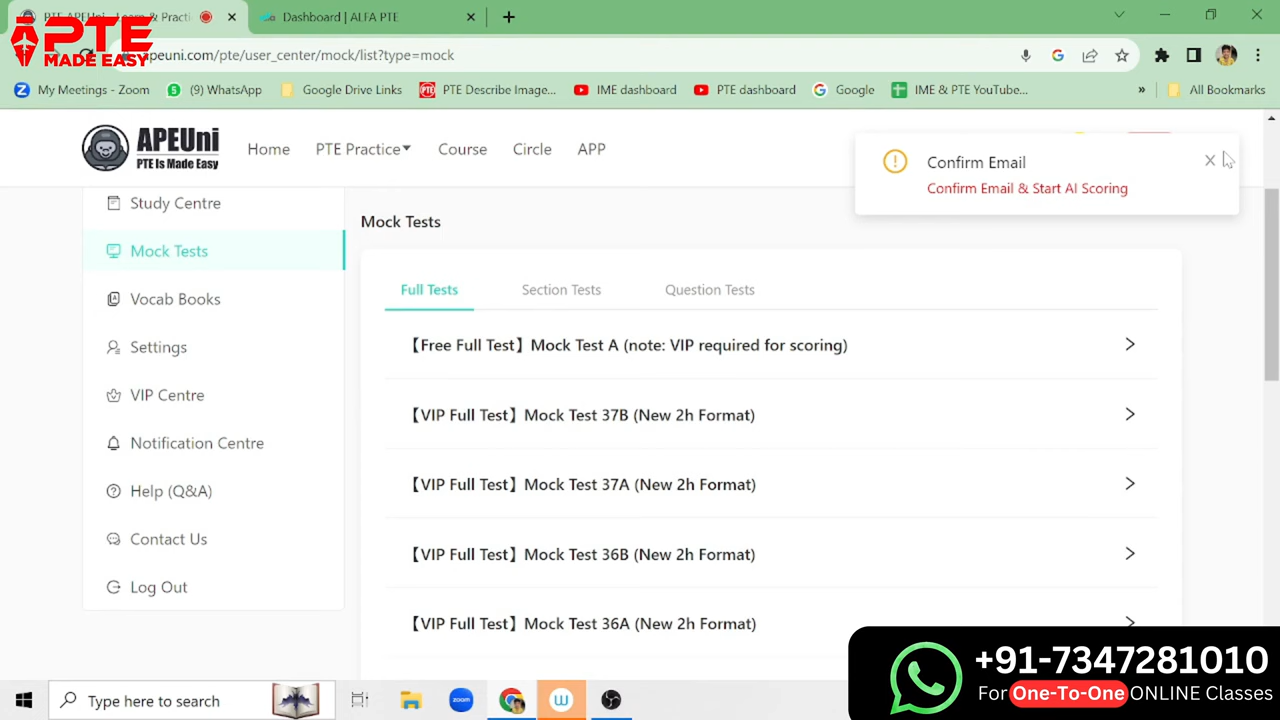 PTE APEUni - Learn & Practi
Dashboard | ALFA PTE
PTE
MADE EASY
apeuni.com/pte/user_center/mock/list?type=mock
My Meetings - Zoom
(9) WhatsApp
Google Drive Links
PTE Describe Image...
IME dashboard
PTE dashboard
Google
IME & PTE YouTube...
»
All Bookmarks
APEUni
PTE Is Made Easy
Home
PTE Practice
Course
Circle
APP
Confirm Email
Confirm Email & Start AI Scoring
Study Centre
Mock Tests
Vocab Books
Settings
VIP Centre
Notification Centre
Help (Q&A)
Contact Us
Log Out
Mock Tests
Full Tests
Section Tests
Question Tests
【Free Full Test】Mock Test A (note: VIP required for scoring)
【VIP Full Test】Mock Test 37B (New 2h Format)
【VIP Full Test】Mock Test 37A (New 2h Format)
【VIP Full Test】Mock Test 36B (New 2h Format)
【VIP Full Test】Mock Test 36A (New 2h Format)
+91-7347281010
For One-To-One ONLINE Classes
Type here to search
zoom
W